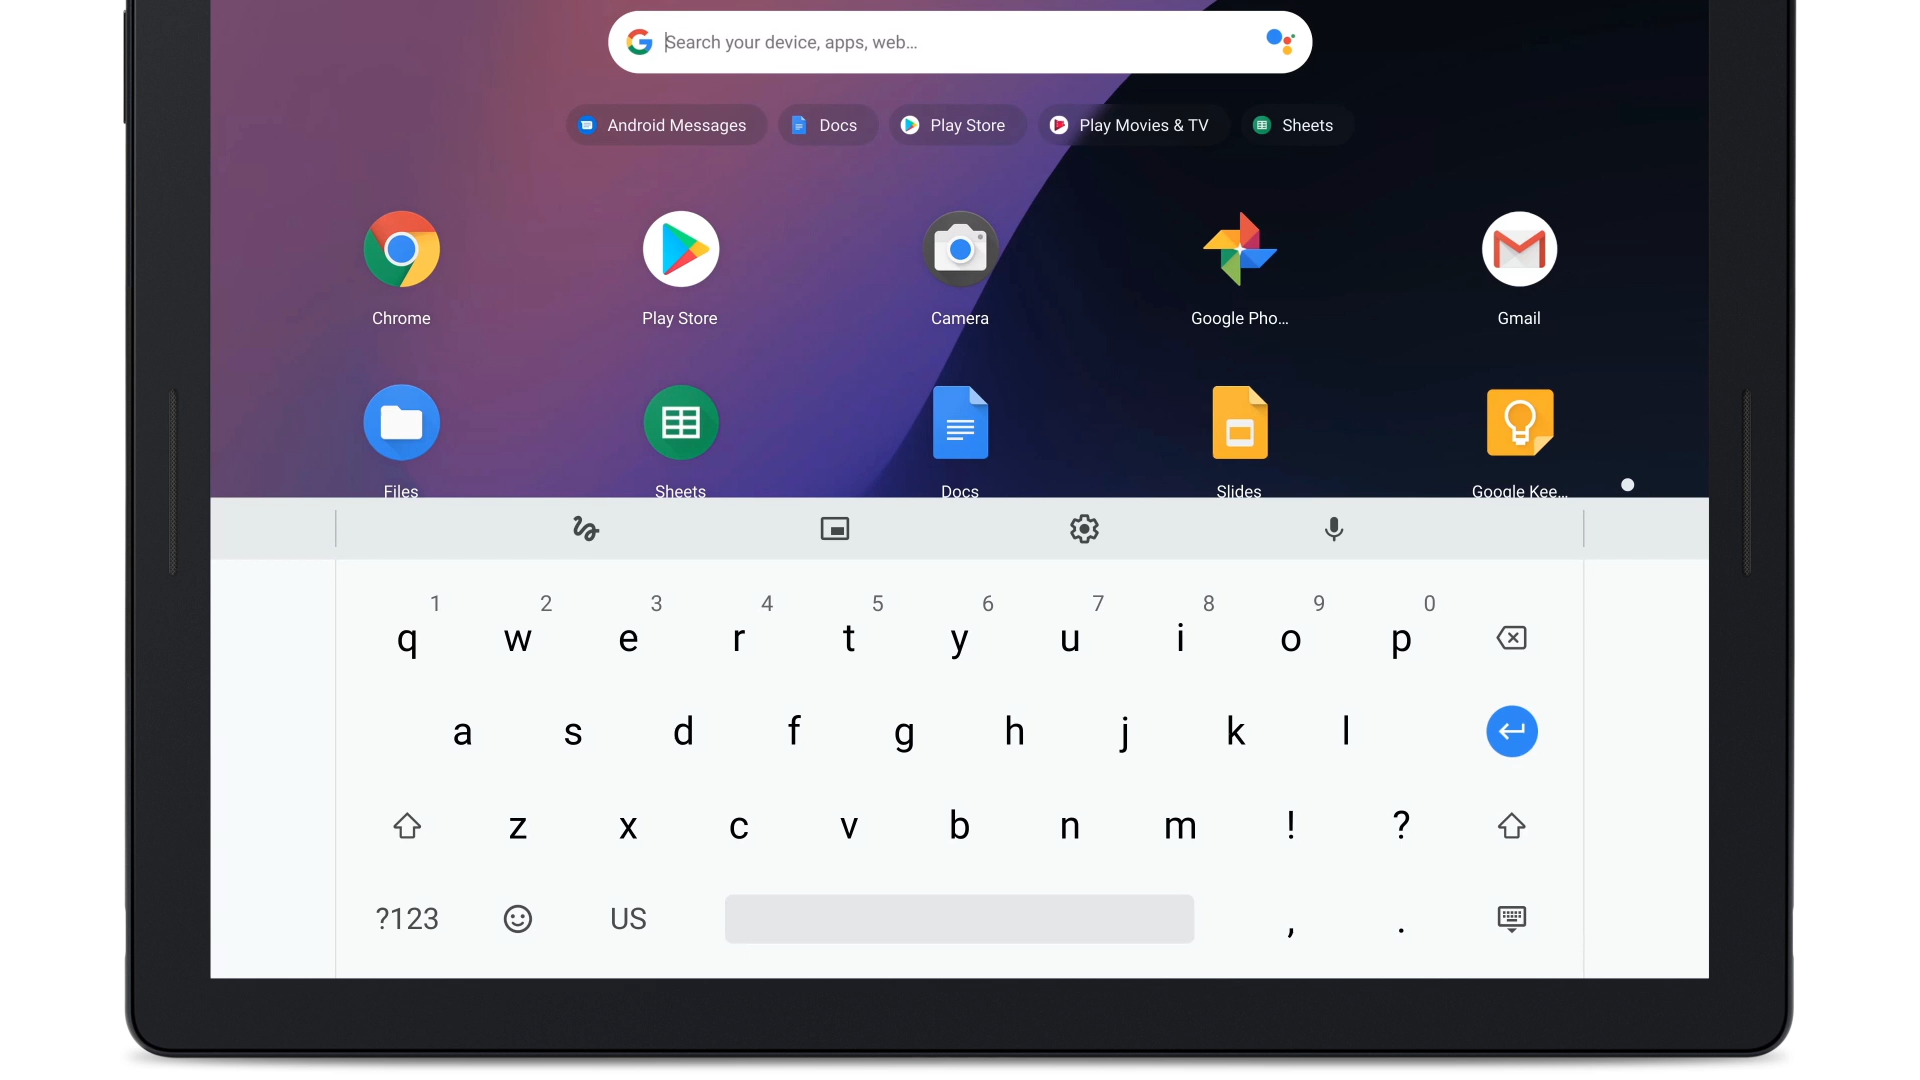 Search your device, apps, web...
Android Messages Docs Play Store Play Movies & TV Sheets
Chrome Play Store Camera Google Pho... Gmail
Files Sheets Docs Slides Google Kee...
1 2 3 4 5 6 7 8 9 0
q w e r t y u i o p
a s d f g h j k l
z x c v b n m ! ?
?123 US , .